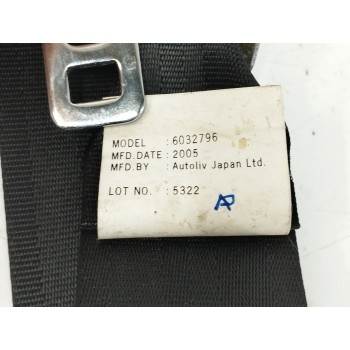 MODEL : 6032796
MFD.DATE : 2005
MFD.BY : Autoliv Japan Ltd.
LOT NO. : 5322